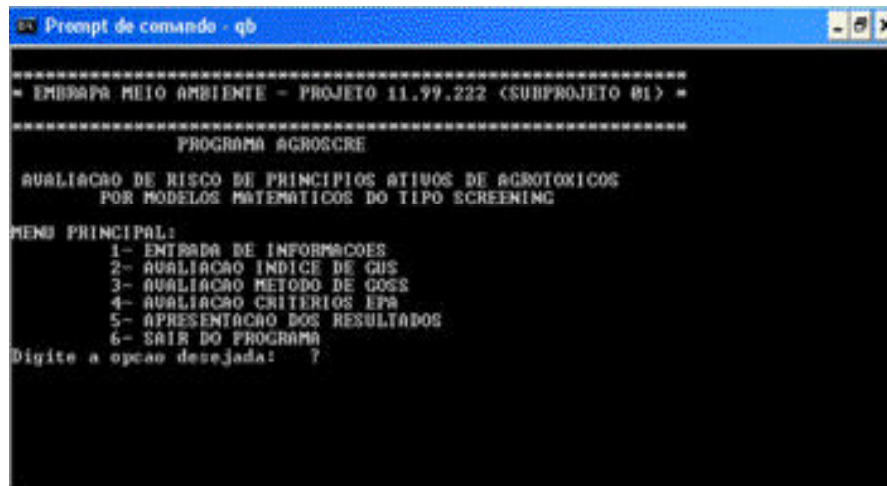 Prompt de comando - qb
************************************************************
* EMBRAPA MEIO AMBIENTE - PROJETO 11.99.222 (SUBPROJETO 01) *
************************************************************
PROGRAMA AGROSCRE
AVALIACAO DE RISCO DE PRINCIPIOS ATIVOS DE AGROTOXICOS
POR MODELOS MATEMATICOS DO TIPO SCREENING
MENU PRINCIPAL:
1- ENTRADA DE INFORMACOES
2- AVALIACAO INDICE DE GUS
3- AVALIACAO METODO DE GOSS
4- AVALIACAO CRITERIOS EPA
5- APRESENTACAO DOS RESULTADOS
6- SAIR DO PROGRAMA
Digite a opcao desejada: ?